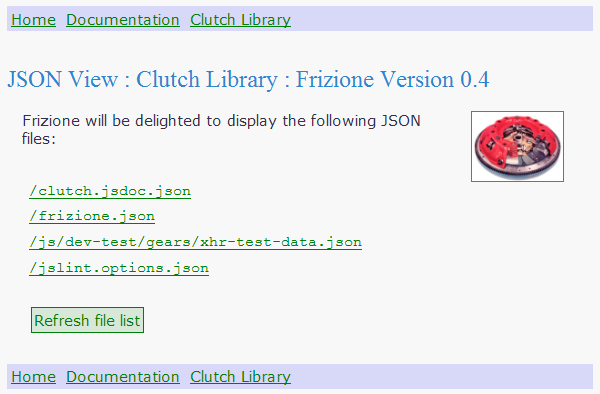 Home Documentation Clutch Library
JSON View : Clutch Library : Frizione Version 0.4
Frizione will be delighted to display the following JSON
files:
/clutch.jsdoc.json
/frizione.json
/js/dev-test/gears/xhr-test-data.json
/jslint.options.json
Refresh file list
Home Documentation Clutch Library